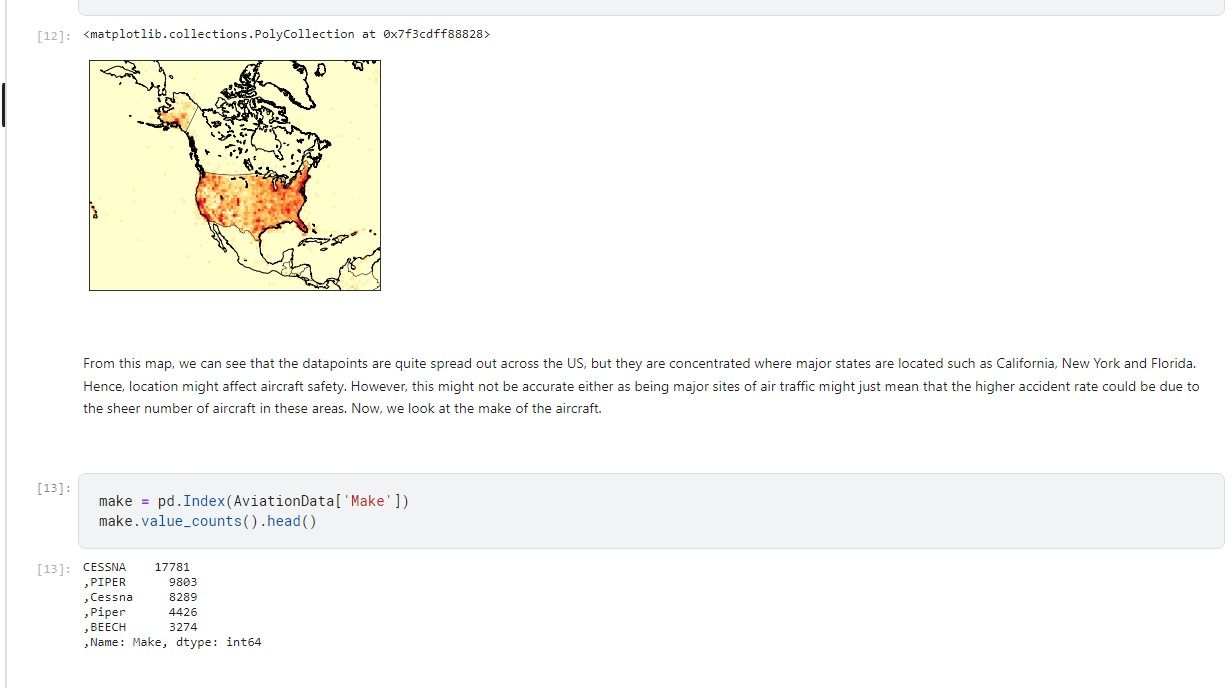 [12]: <matplotlib.collections.PolyCollection at 0x7f3cdff88828>
From this map, we can see that the datapoints are quite spread out across the US, but they are concentrated where major states are located such as California, New York and Florida.
Hence, location might affect aircraft safety. However, this might not be accurate either as being major sites of air traffic might just mean that the higher accident rate could be due to
the sheer number of aircraft in these areas. Now, we look at the make of the aircraft.
[13]:
make = pd.Index(AviationData['Make'])
make.value_counts().head()
[13]: CESSNA    17781
,PIPER      9803
,Cessna     8289
,Piper      4426
,BEECH      3274
,Name: Make, dtype: int64